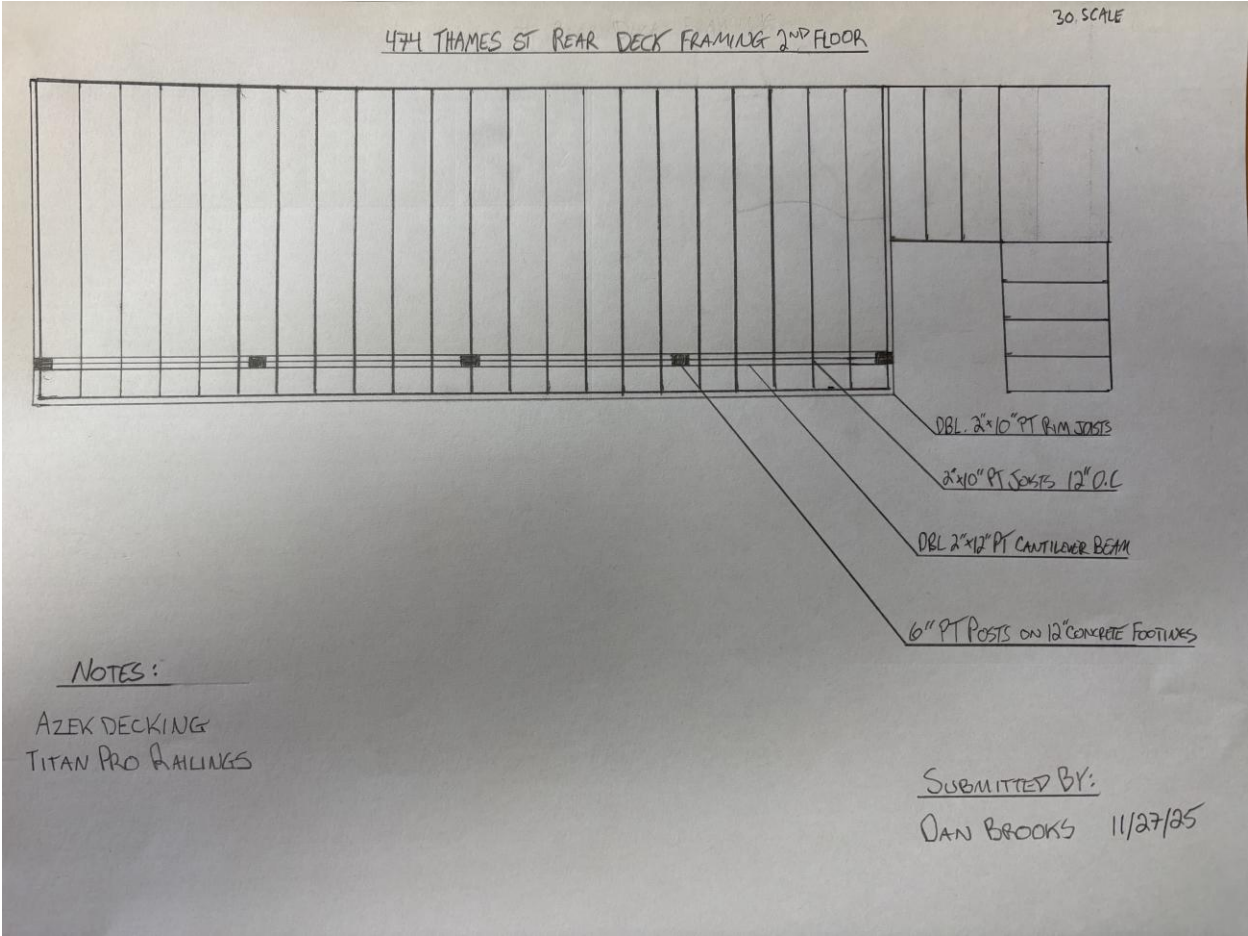 30 SCALE
474 THAMES ST REAR DECK FRAMING 2ND FLOOR
DBL. 2"x10" PT RIM JOISTS
2"x10" PT JOISTS 12" O.C
DBL 2"x12" PT CANTILEVER BEAM
6" PT POSTS ON 12" CONCRETE FOOTINGS
NOTES:
AZEK DECKING
TITAN PRO RAILINGS
SUBMITTED BY:
DAN BROOKS 11/27/25